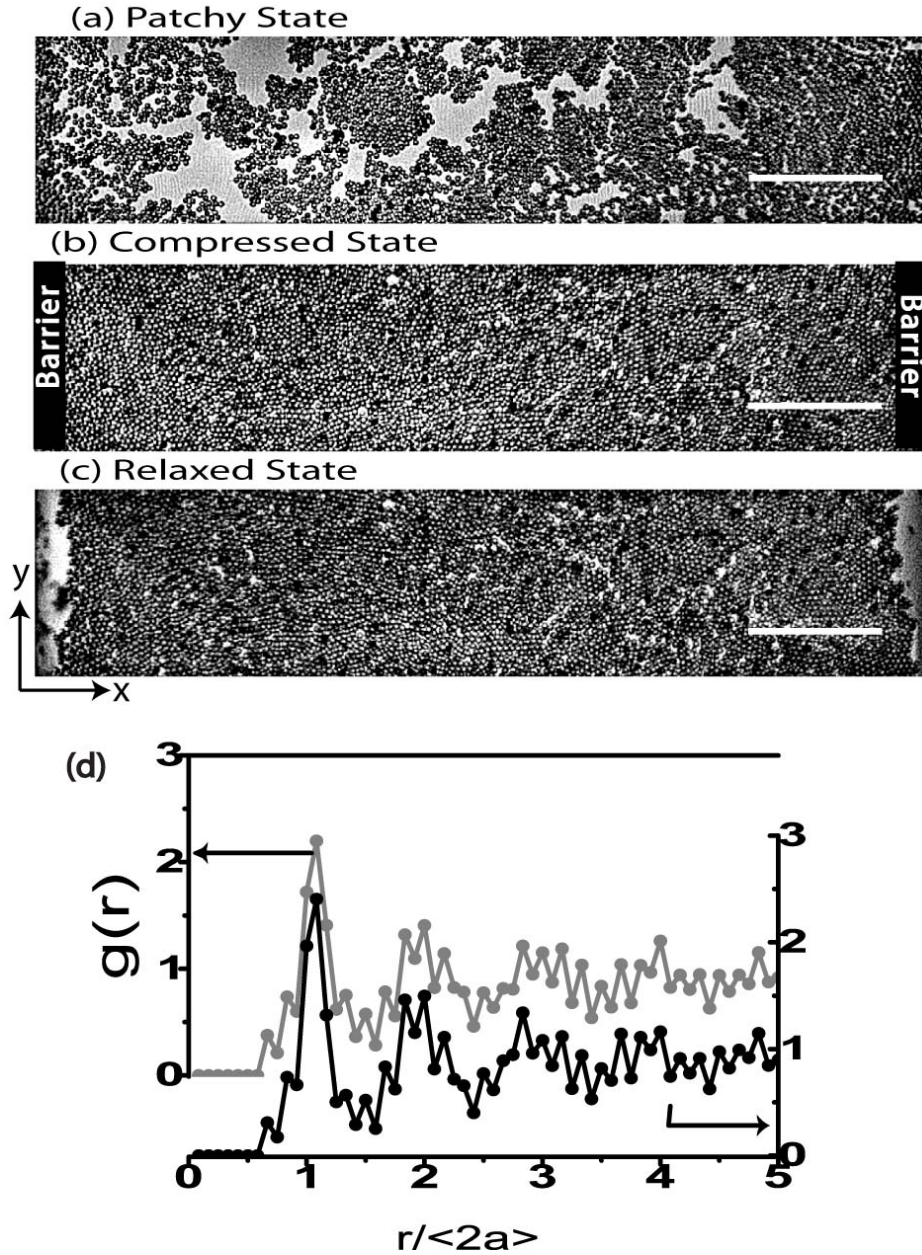 (a) Patchy State
(b) Compressed State
Barrier
Barrier
(c) Relaxed State
y
x
(d)
3
2
1
0
g(r)
3
2
1
0
0 1 2 3 4 5
r/<2a>